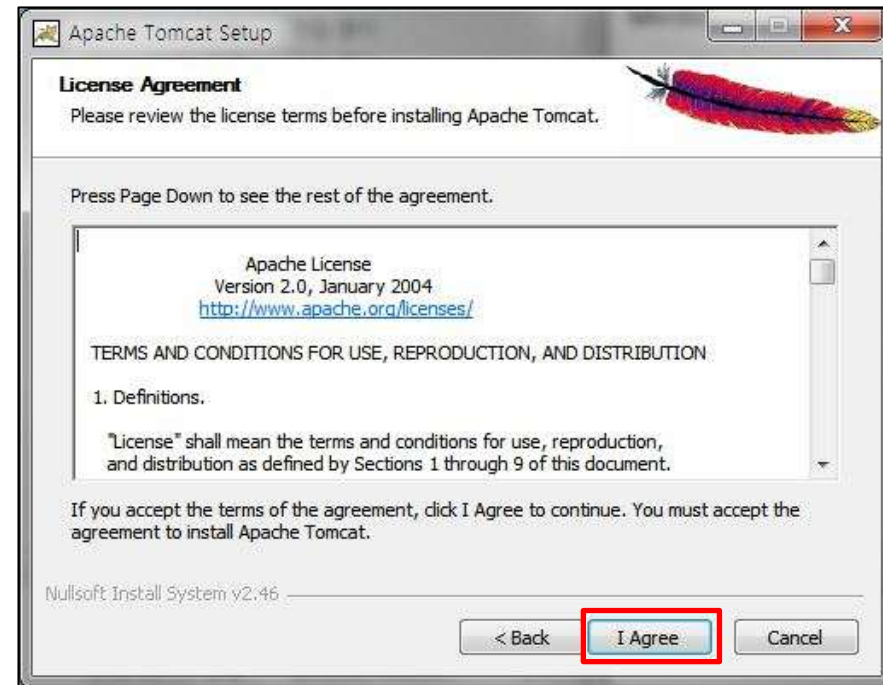 Apache Tomcat Setup
License Agreement
Please review the license terms before installing Apache Tomcat.
Press Page Down to see the rest of the agreement.
Apache License
Version 2.0, January 2004
http://www.apache.org/licenses/
TERMS AND CONDITIONS FOR USE, REPRODUCTION, AND DISTRIBUTION
1. Definitions.
"License" shall mean the terms and conditions for use, reproduction,
and distribution as defined by Sections 1 through 9 of this document.
If you accept the terms of the agreement, click I Agree to continue. You must accept the
agreement to install Apache Tomcat.
Nullsoft Install System v2.46
< Back I Agree Cancel